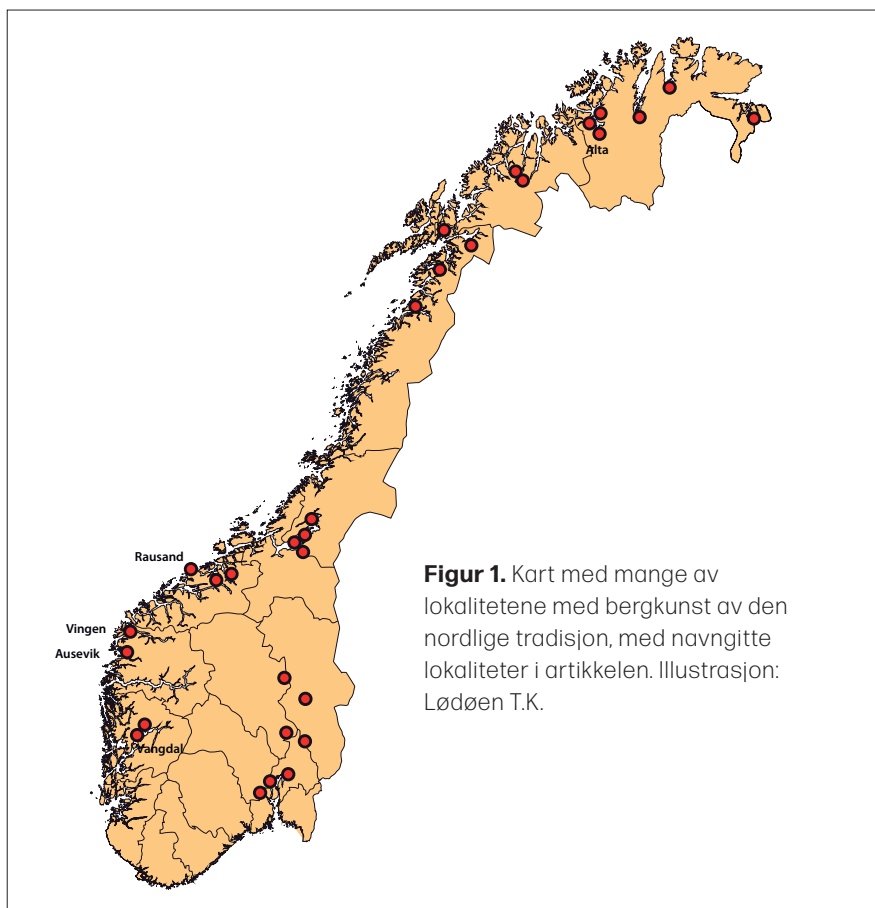 Alta
Rausand
Vingen
Ausevik
Vangdal
Figur 1. Kart med mange av
lokalitetene med bergkunst av den
nordlige tradisjon, med navngitte
lokaliteter i artikkelen. Illustrasjon:
Lødøen T.K.